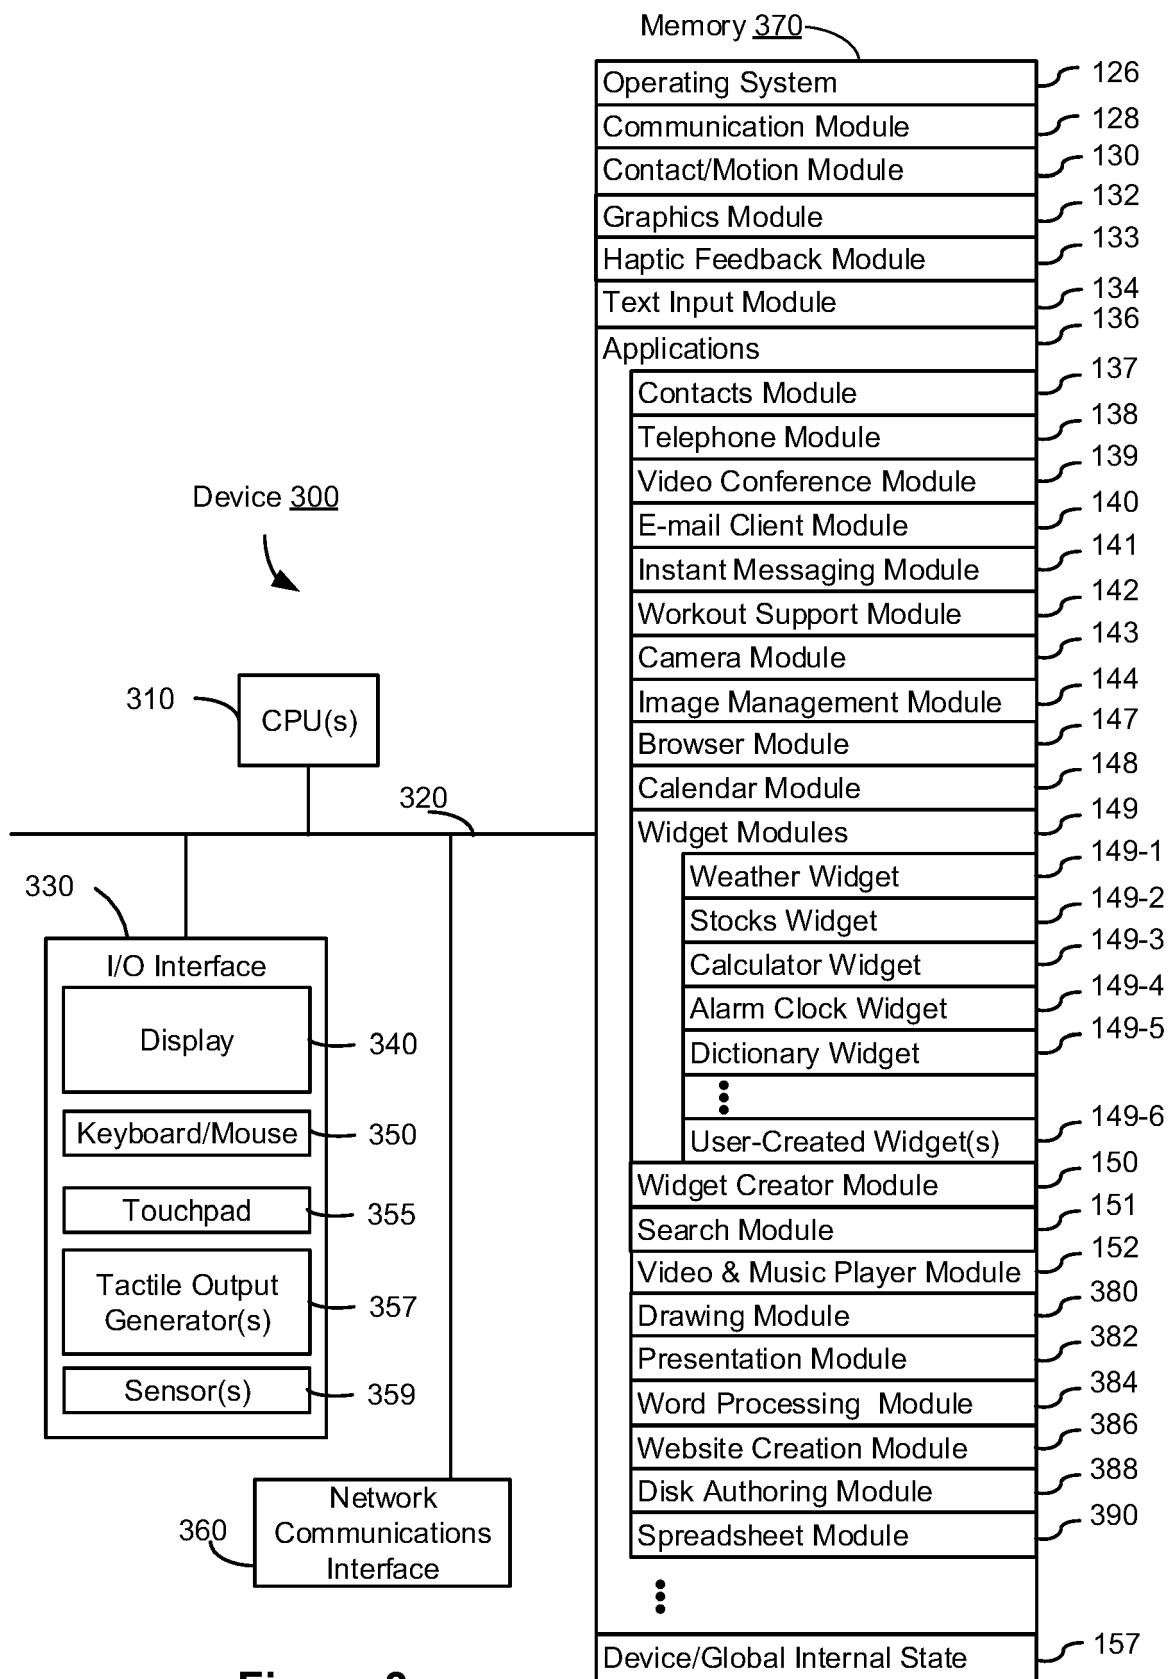 Memory 370
Operating System 126
Communication Module 128
Contact/Motion Module 130
Graphics Module 132
Haptic Feedback Module 133
Text Input Module 134
Applications 136
Contacts Module 137
Telephone Module 138
Video Conference Module 139
E-mail Client Module 140
Instant Messaging Module 141
Workout Support Module 142
Camera Module 143
Image Management Module 144
Browser Module 147
Calendar Module 148
Widget Modules 149
Weather Widget 149-1
Stocks Widget 149-2
Calculator Widget 149-3
Alarm Clock Widget 149-4
Dictionary Widget 149-5
User-Created Widget(s) 149-6
Widget Creator Module 150
Search Module 151
Video & Music Player Module 152
Drawing Module 380
Presentation Module 382
Word Processing Module 384
Website Creation Module 386
Disk Authoring Module 388
Spreadsheet Module 390
Device/Global Internal State 157
Device 300
310
CPU(s)
320
330
I/O Interface
Display 340
Keyboard/Mouse 350
Touchpad 355
Tactile Output
Generator(s) 357
Sensor(s) 359
360
Network
Communications
Interface